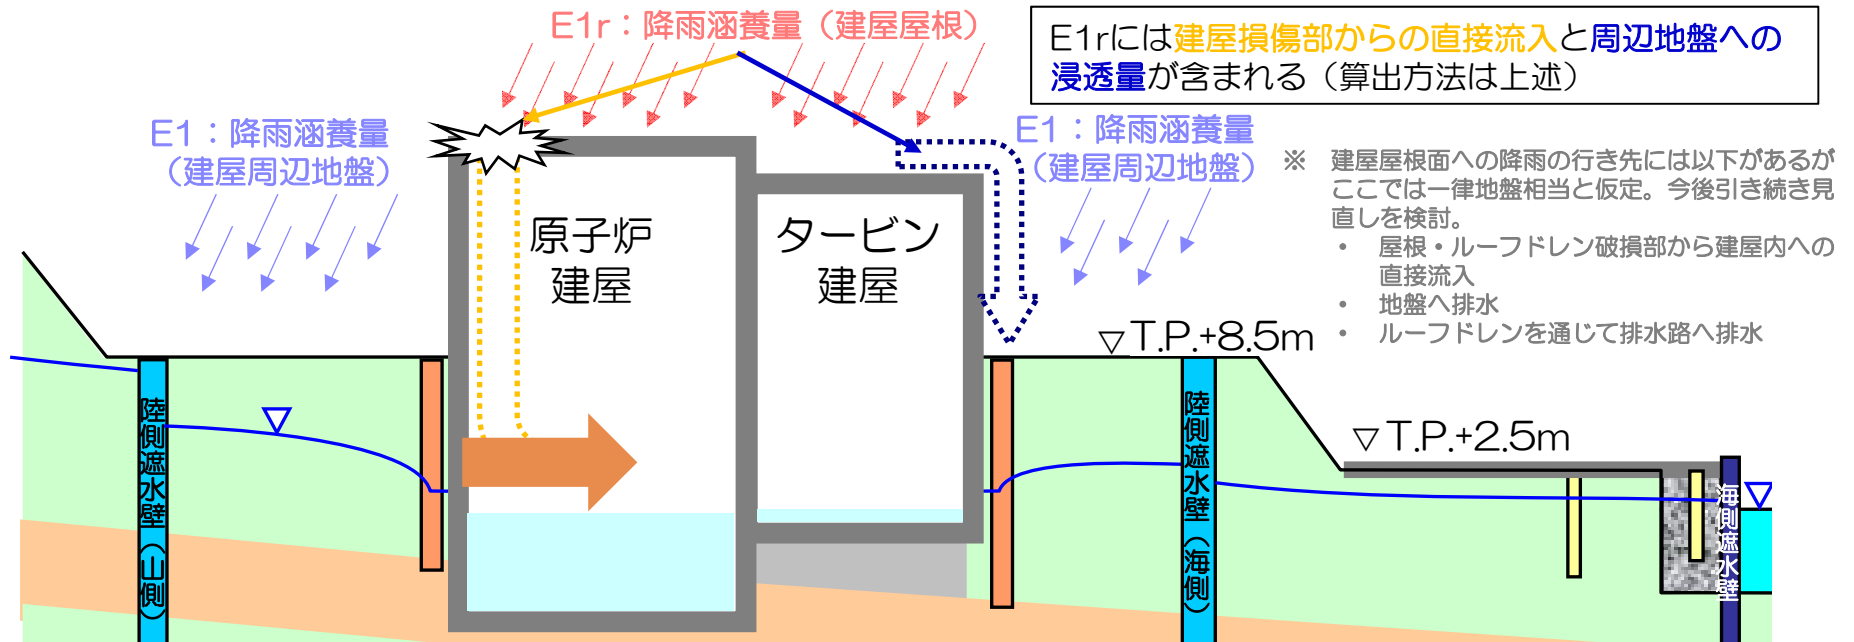 E1r：降雨涵養量（建屋屋根）
E1rには建屋損傷部からの直接流入と周辺地盤への
浸透量が含まれる（算出方法は上述）
E1：降雨涵養量
（建屋周辺地盤）
E1：降雨涵養量
（建屋周辺地盤）
※　建屋屋根面への降雨の行き先には以下があるが
ここでは一律地盤相当と仮定。今後引き続き見
直しを検討。
・　屋根・ルーフドレン破損部から建屋内への
直接流入
・　地盤へ排水
・　ルーフドレンを通じて排水路へ排水
原子炉
建屋
タービン
建屋
▽T.P.+8.5m
▽T.P.+2.5m
陸側遮水壁（山側）
陸側遮水壁（海側）
海側遮水壁